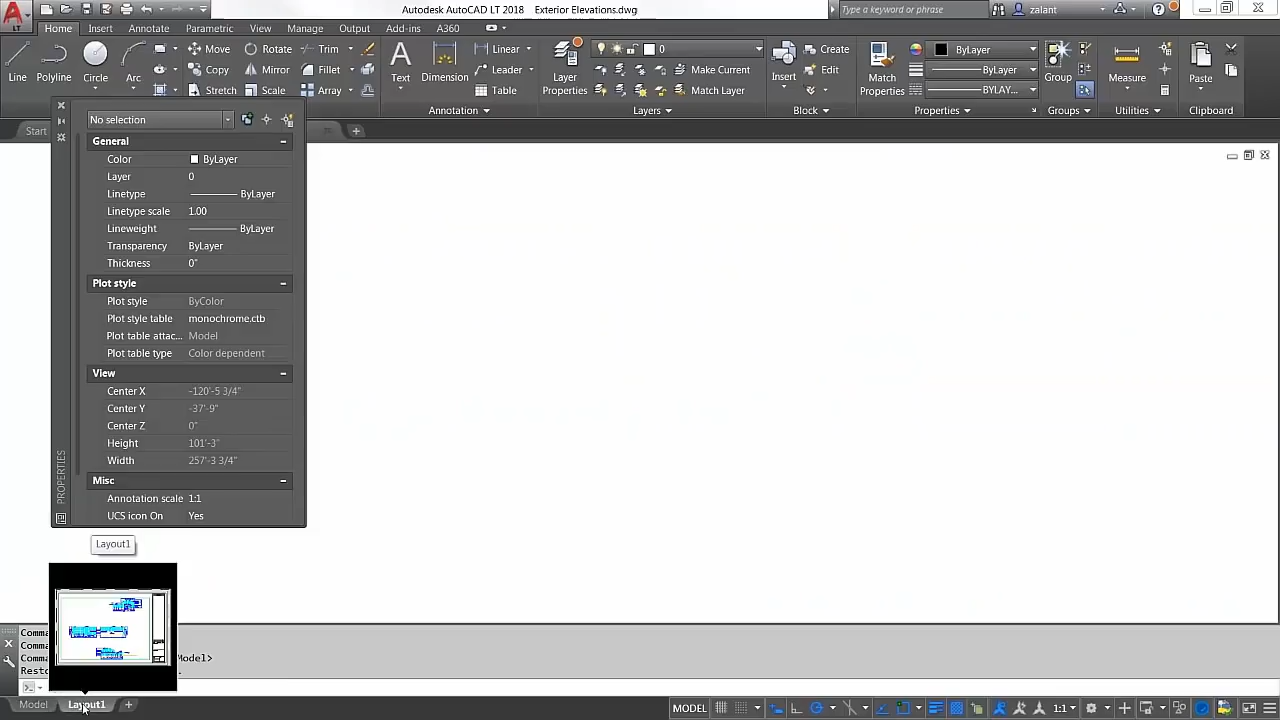 Autodesk AutoCAD LT 2018 Exterior Elevations.dwg
Type a keyword or phrase
zalant
LT
Home Insert Annotate Parametric View Manage Output Add-ins A360
Line Polyline Circle Arc
Move Rotate Trim
Copy Mirror Fillet
Stretch Scale Array
Text Dimension
Linear
Leader
Table
Annotation
Layer Properties
0
Make Current
Match Layer
Layers
Insert
Create
Edit
Block
Match Properties
ByLayer
ByLayer
BYLAY...
Properties
Group
Groups
Measure
Utilities
Paste
Clipboard
Start
No selection
General
Color ByLayer
Layer 0
Linetype ByLayer
Linetype scale 1.00
Lineweight ByLayer
Transparency ByLayer
Thickness 0"
Plot style
Plot style ByColor
Plot style table monochrome.ctb
Plot table attac... Model
Plot table type Color dependent
View
Center X -120'-5 3/4"
Center Y -37'-9"
Center Z 0"
Height 101'-3"
Width 257'-3 3/4"
Misc
Annotation scale 1:1
UCS icon On Yes
PROPERTIES
Layout1
Comma
Comma
Comma Model>
Resto
Model Layout1 +
MODEL 1:1